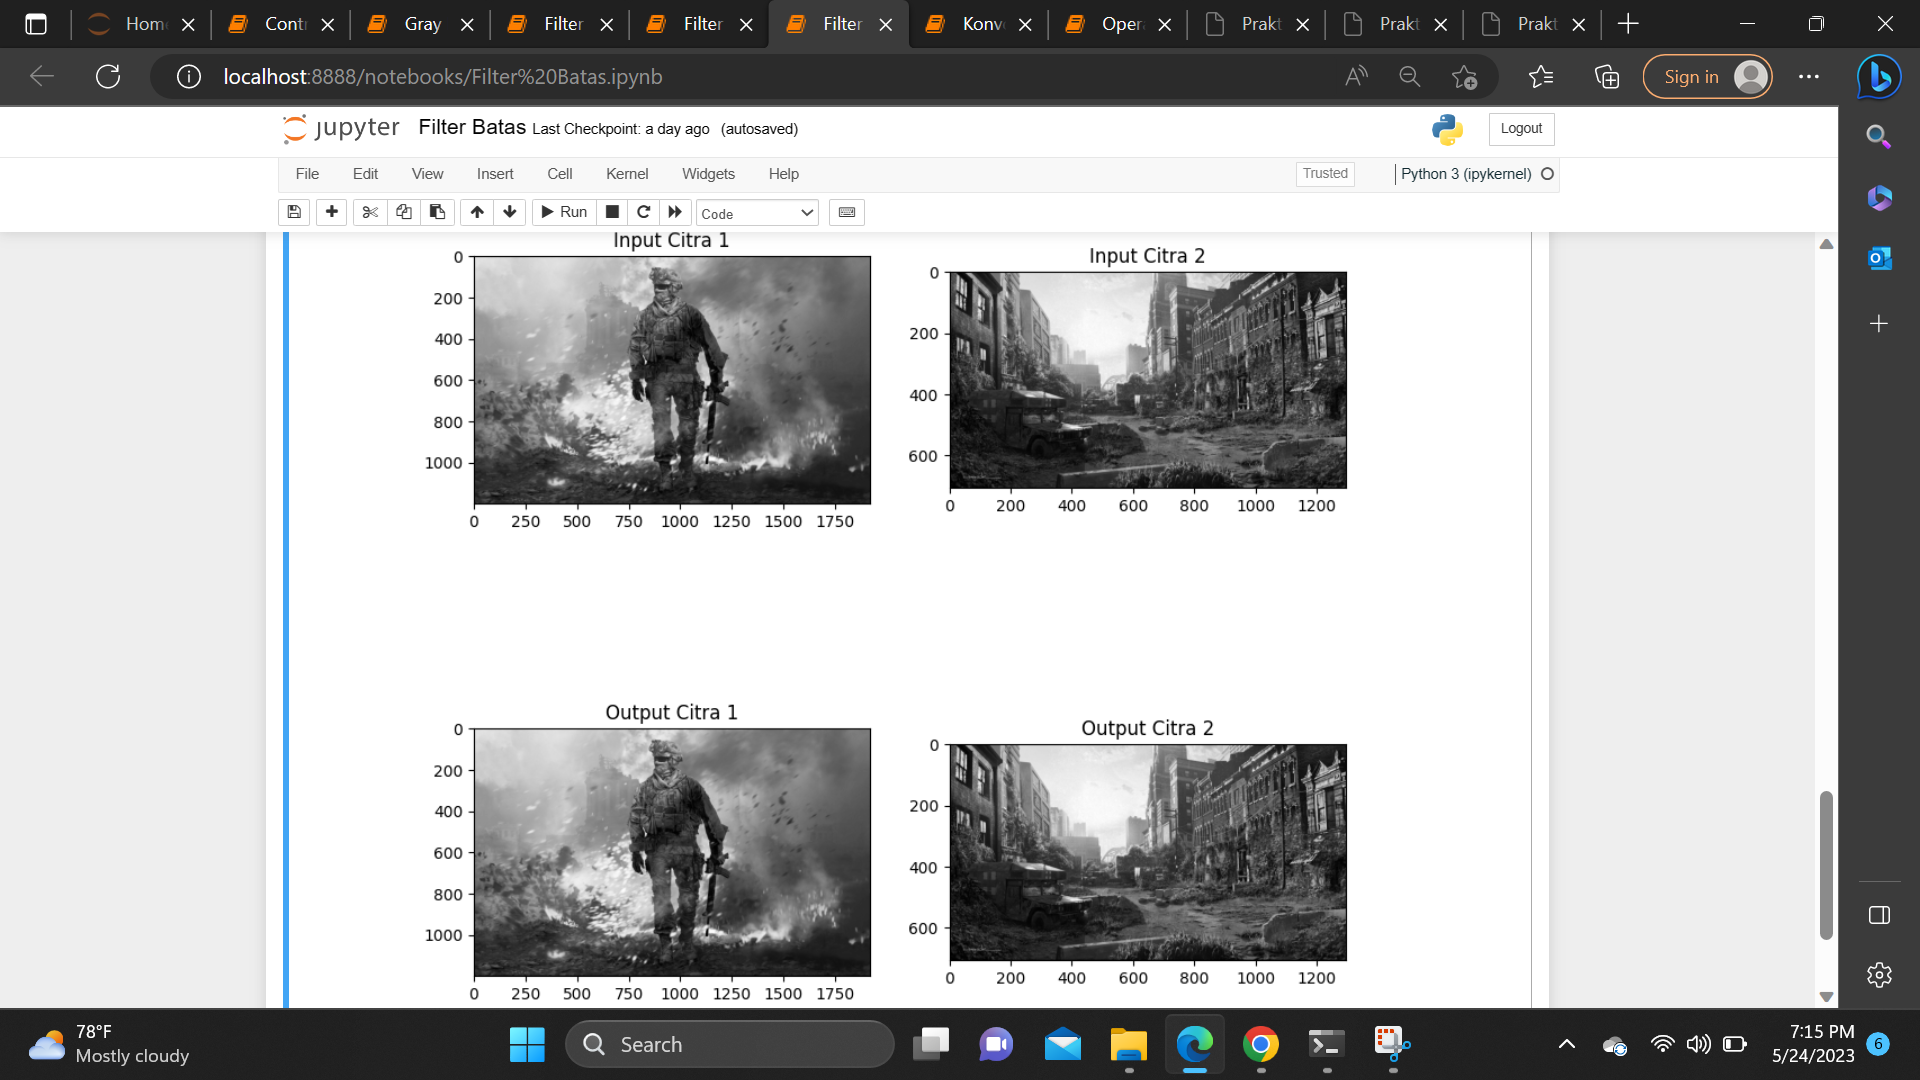 Home
Contr
Gray
Filter
Filter
Filter
Konv
Oper
Prakt
Prakt
Prakt
localhost:8888/notebooks/Filter%20Batas.ipynb
Sign in
jupyter Filter Batas Last Checkpoint: a day ago (autosaved)
Logout
File Edit View Insert Cell Kernel Widgets Help
Trusted
Python 3 (ipykernel)
Run
Code
Input Citra 1
0
200
400
600
800
1000
0 250 500 750 1000 1250 1500 1750
Input Citra 2
0
200
400
600
0 200 400 600 800 1000 1200
Output Citra 1
0
200
400
600
800
1000
0 250 500 750 1000 1250 1500 1750
Output Citra 2
0
200
400
600
0 200 400 600 800 1000 1200
78°F
Mostly cloudy
Search
7:15 PM
5/24/2023
6